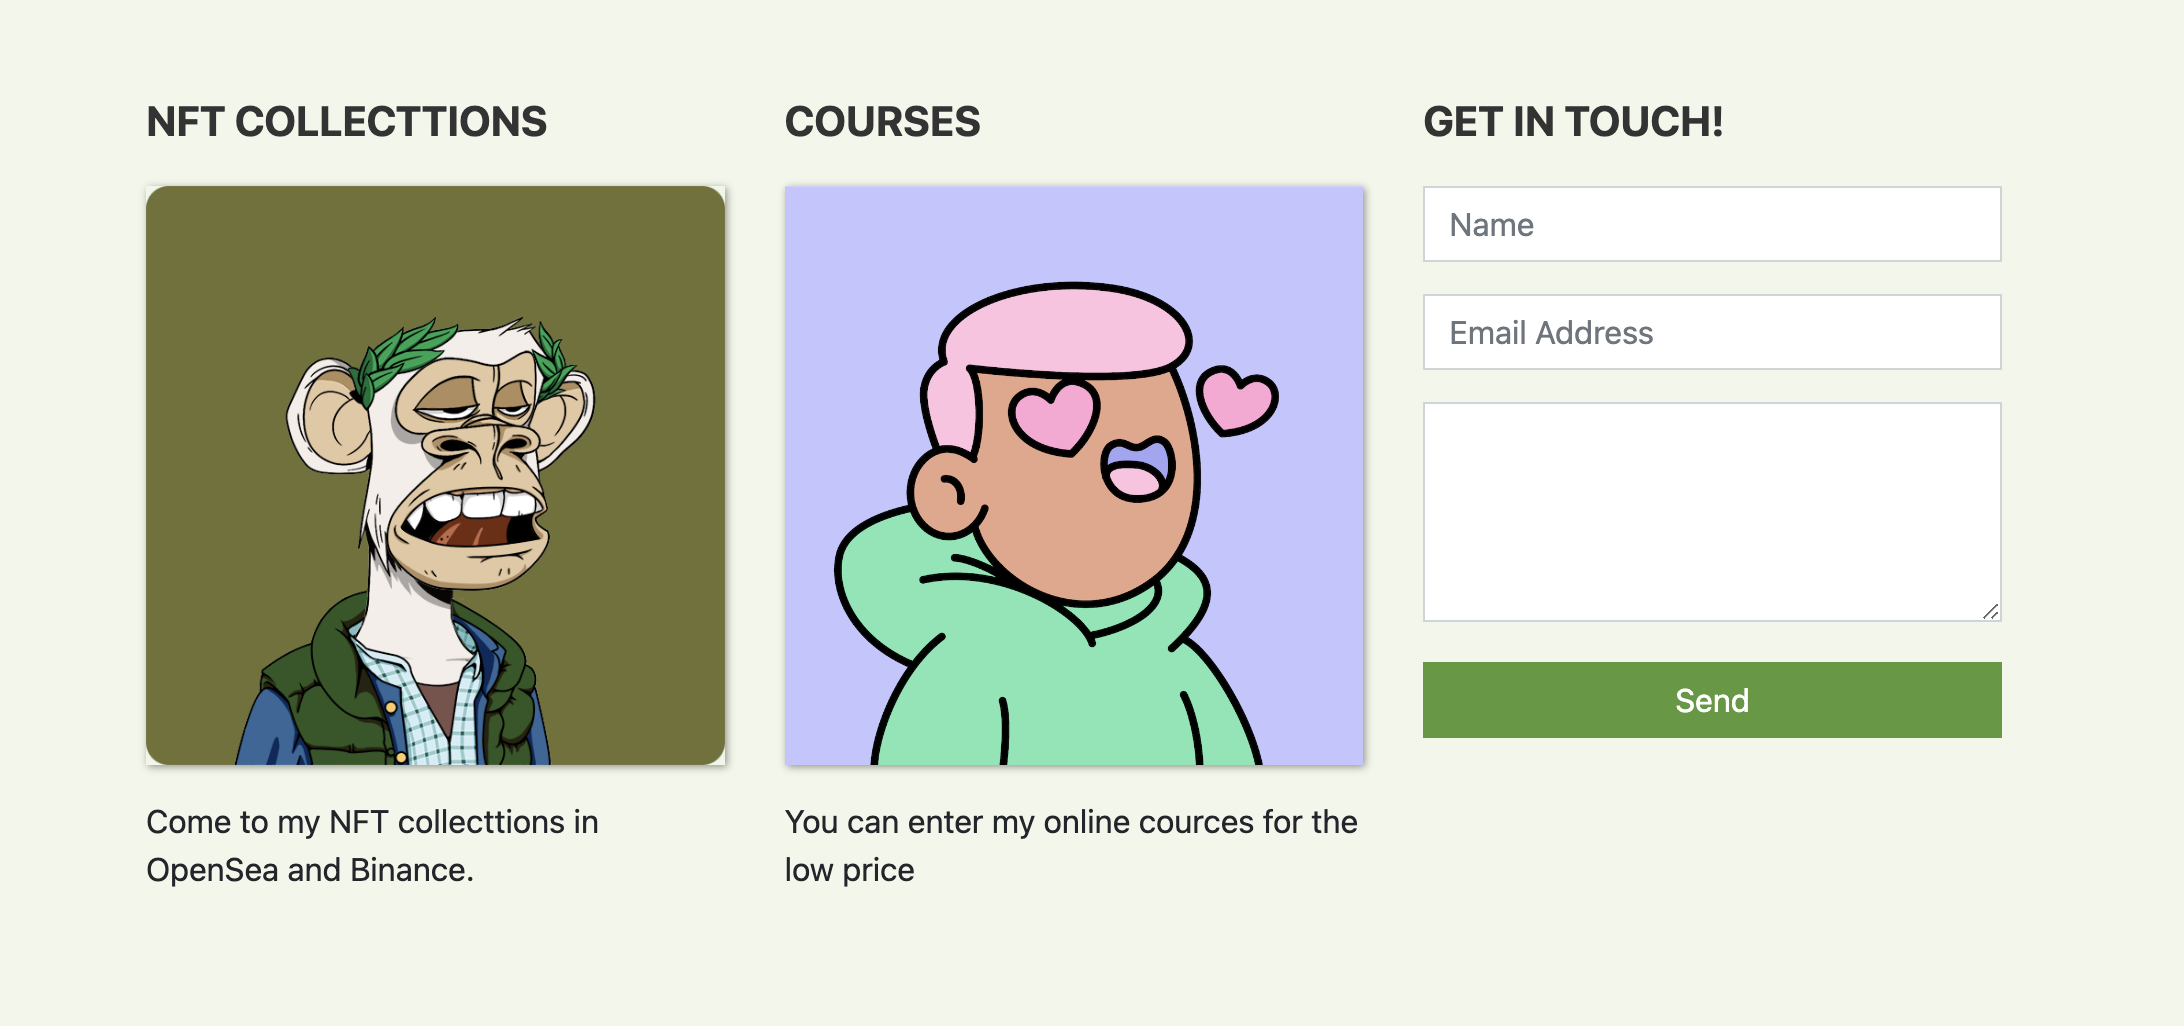 NFT COLLECTTIONS
Come to my NFT collecttions in
OpenSea and Binance.
COURSES
You can enter my online cources for the
low price
GET IN TOUCH!
Name
Email Address
Send